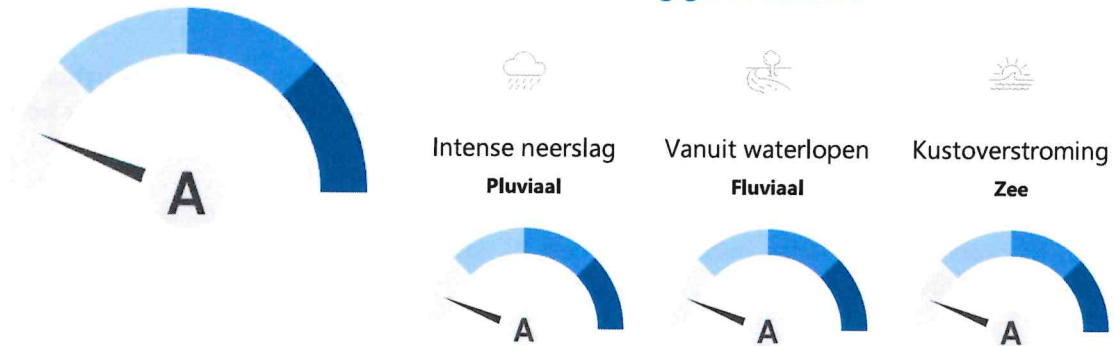 A
Intense neerslag
Pluviaal
A
Vanuit waterlopen
Fluviaal
A
Kustoverstroming
Zee
A